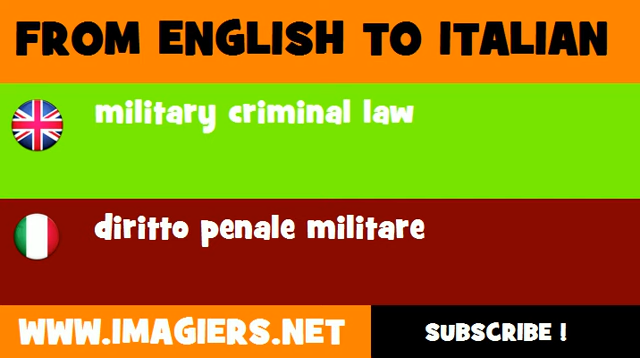 FROM ENGLISH TO ITALIAN
military criminal law
diritto penale militare
WWW.IMAGIERS.NET
SUBSCRIBE !